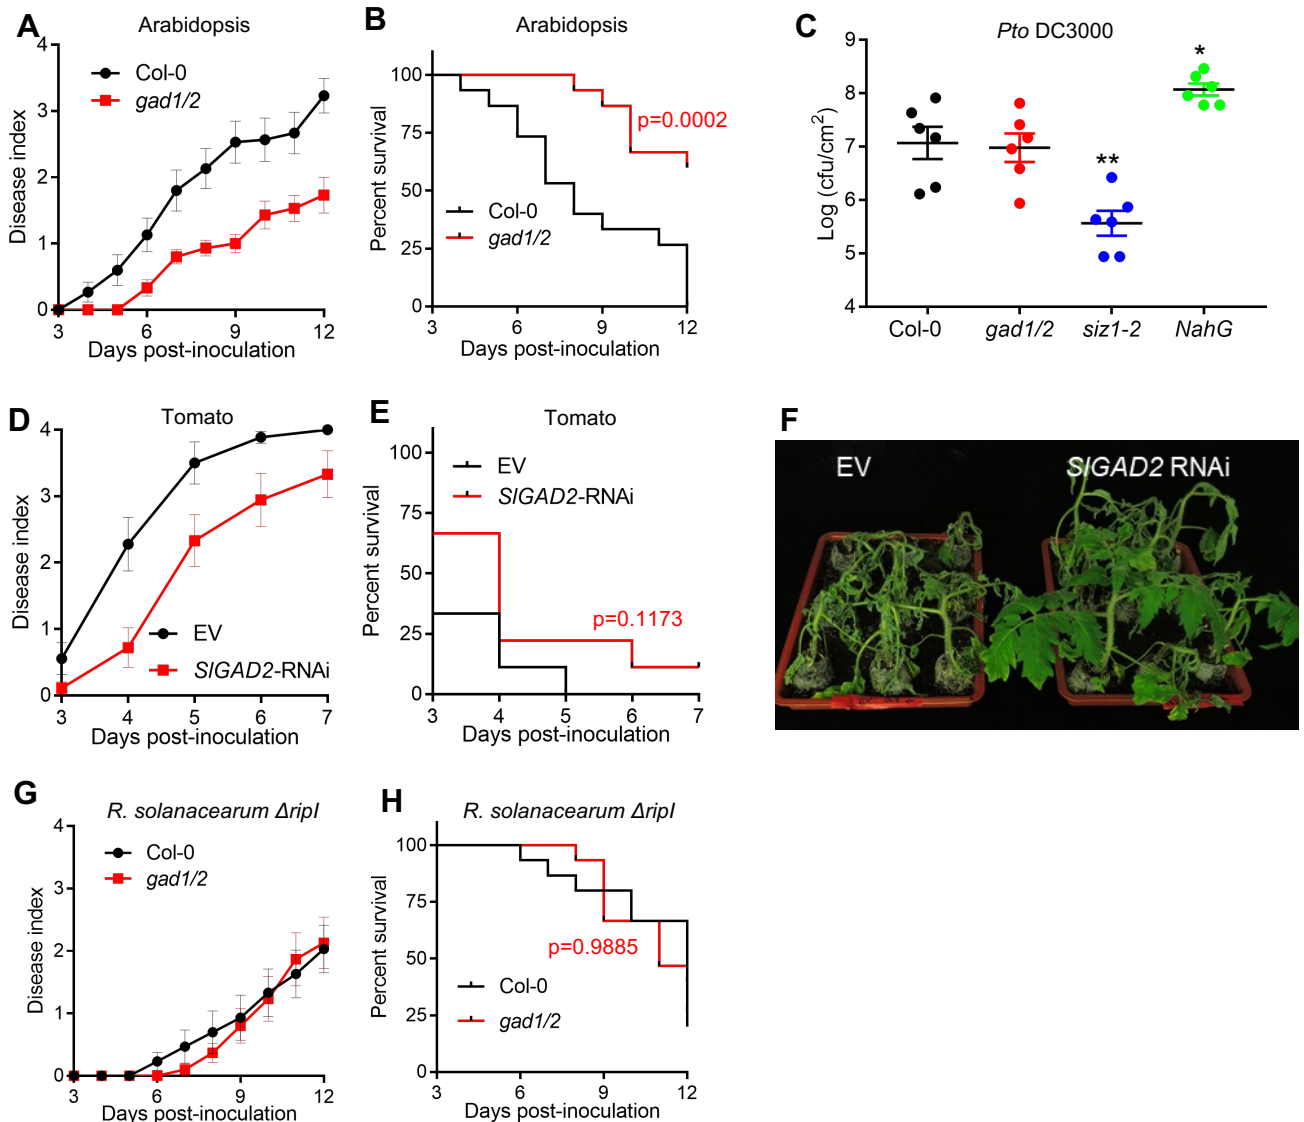 A
Arabidopsis
Disease index
4
3
2
1
0
Col-0
gad1/2
3
6
9
12
Days post-inoculation
B
Arabidopsis
Percent survival
100
75
50
25
0
p=0.0002
Col-0
gad1/2
3
6
9
12
Days post-inoculation
C
Pto DC3000
Log (cfu/cm²)
9
8
7
6
5
4
**
*
Col-0
gad1/2
siz1-2
NahG
D
Tomato
Disease index
4
3
2
1
0
EV
SlGAD2-RNAi
3
4
5
6
7
Days post-inoculation
E
Tomato
Percent survival
100
75
50
25
0
EV
SlGAD2-RNAi
p=0.1173
3
4
5
6
7
Days post-inoculation
F
EV
SlGAD2 RNAi
G
R. solanacearum ΔripI
Disease index
4
3
2
1
0
Col-0
gad1/2
3
6
9
12
Days post-inoculation
H
R. solanacearum ΔripI
Percent survival
100
75
50
25
0
p=0.9885
Col-0
gad1/2
3
6
9
12
Days post-inoculation